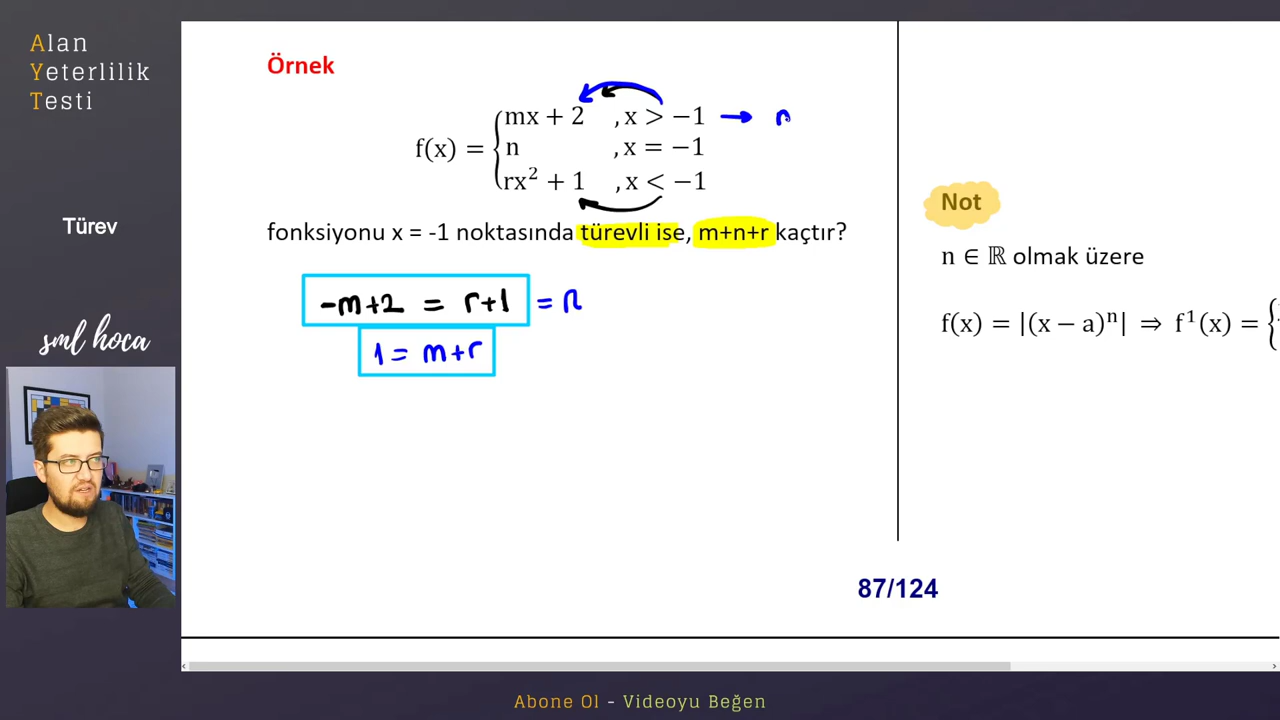 Alan
Yeterlilik
Testi
Türev
sml hoca
Örnek
f(x) = { mx + 2 , x > −1 → m
n , x = −1
rx² + 1 , x < −1
fonksiyonu x = -1 noktasında türevli ise, m+n+r kaçtır?
-m+2 = r+1 = n
1 = m+r
Not
n ∈ ℝ olmak üzere
f(x) = |(x − a)ⁿ| ⇒ f¹(x) = {
87/124
Abone Ol - Videoyu Beğen